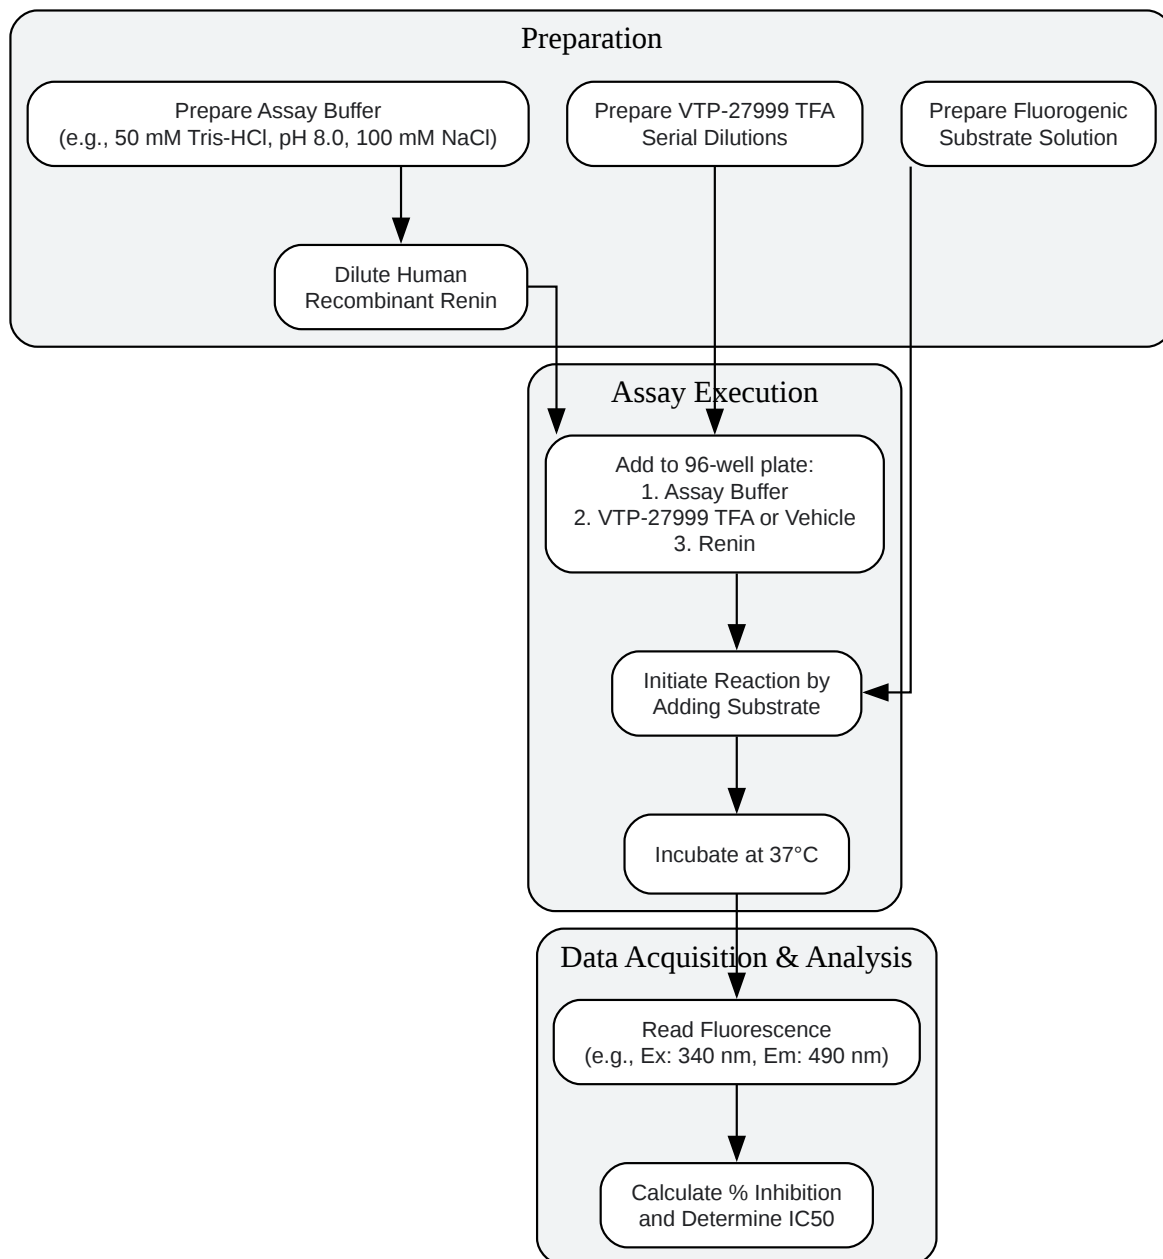 Preparation
Prepare Assay Buffer
(e.g., 50 mM Tris-HCl, pH 8.0, 100 mM NaCl)
Prepare VTP-27999 TFA
Serial Dilutions
Prepare Fluorogenic
Substrate Solution
Dilute Human
Recombinant Renin
Assay Execution
Add to 96-well plate:
1. Assay Buffer
2. VTP-27999 TFA or Vehicle
3. Renin
Initiate Reaction by
Adding Substrate
Incubate at 37°C
Data Acquisition & Analysis
Read Fluorescence
(e.g., Ex: 340 nm, Em: 490 nm)
Calculate % Inhibition
and Determine IC50